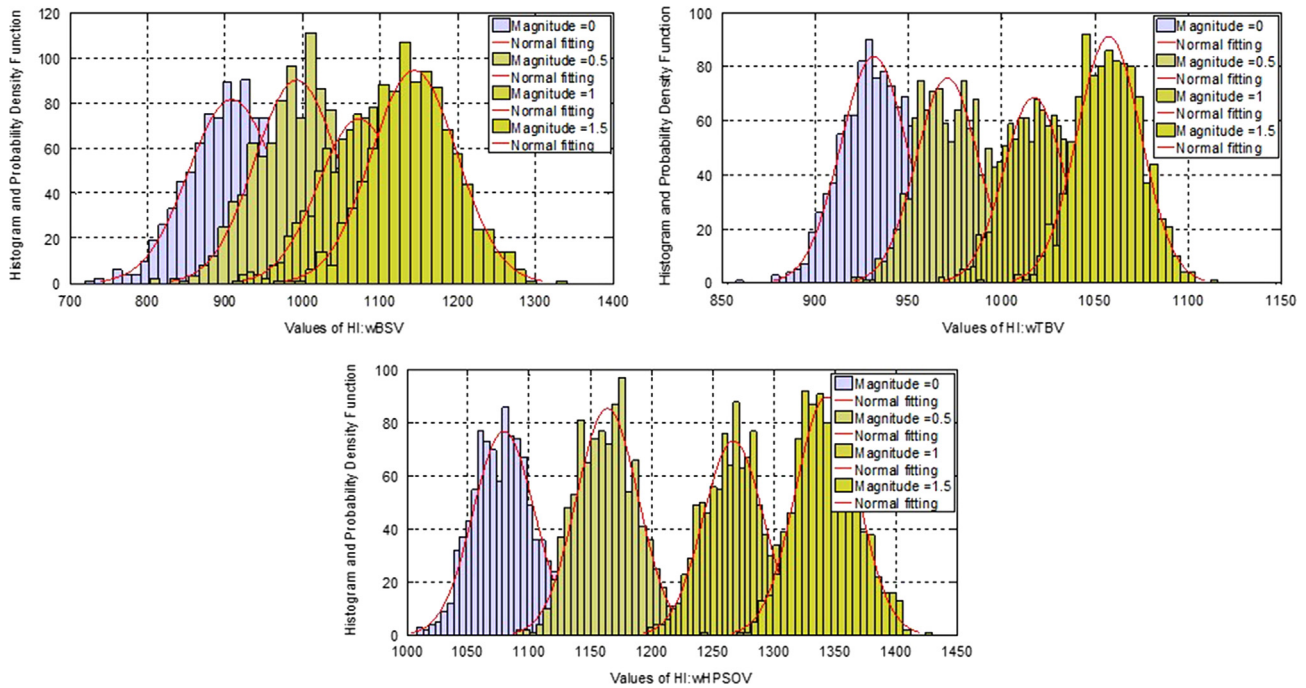 Histogram and Probability Density Function
120
100
80
60
40
20
0
700 800 900 1000 1100 1200 1300 1400
Values of HI:wBSV
Magnitude =0
Normal fitting
Magnitude =0.5
Normal fitting
Magnitude =1
Normal fitting
Magnitude =1.5
Normal fitting
Histogram and Probability Density Function
100
80
60
40
20
0
850 900 950 1000 1050 1100 1150
Values of HI:wTBV
Magnitude =0
Normal fitting
Magnitude =0.5
Normal fitting
Magnitude =1
Normal fitting
Magnitude =1.5
Normal fitting
Histogram and Probability Density Function
100
80
60
40
20
0
1000 1050 1100 1150 1200 1250 1300 1350 1400 1450
Values of HI:wHPSOV
Magnitude =0
Normal fitting
Magnitude =0.5
Normal fitting
Magnitude =1
Normal fitting
Magnitude =1.5
Normal fitting